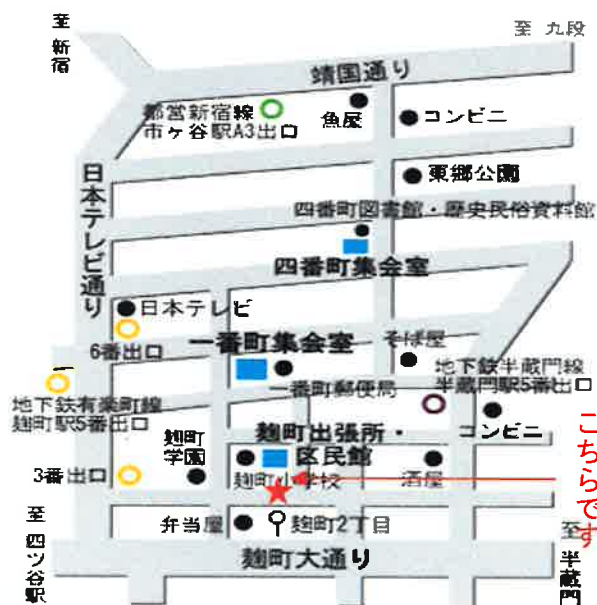 至 新宿
至 九段
靖国通り
都営新宿線
市ヶ谷駅A3出口
魚屋
コンビニ
東郷公園
日本テレビ通り
四番町図書館・歴史民俗資料館
四番町集会室
日本テレビ
6番出口
一番町集会室
そば屋
地下鉄半蔵門線
半蔵門駅5番出口
一番町郵便局
地下鉄有楽町線
麹町駅5番出口
麹町
学園
麹町出張所・
区民館
コンビニ
こちらです
3番出口
麹町小学校
酒屋
至 四ツ谷駅
弁当屋
麹町2丁目
至 半蔵門
麹町大通り